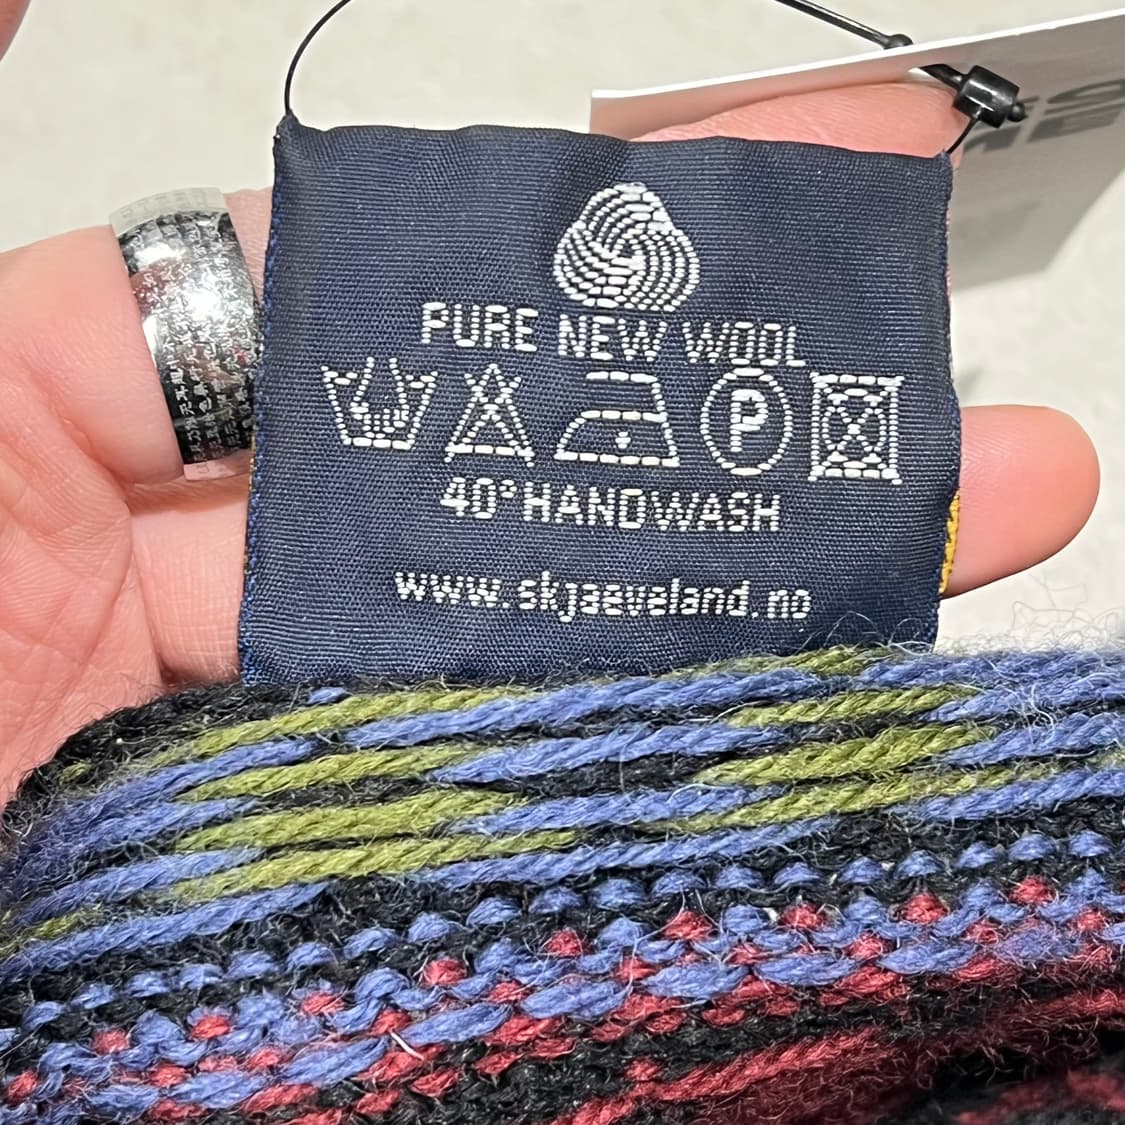 PURE NEW WOOL
P
40° HANDWASH
www.skjaeveland.no